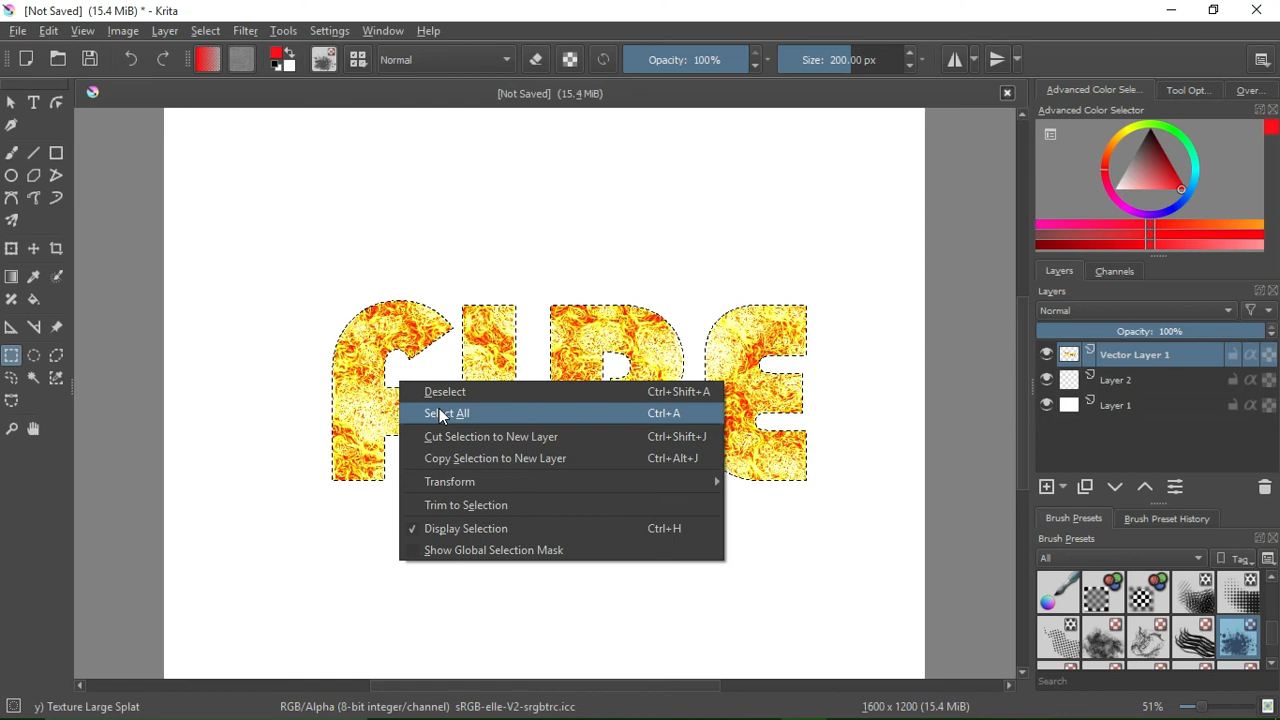 [Not Saved] (15.4 MiB) * - Krita
File Edit View Image Layer Select Filter Tools Settings Window Help
Normal Opacity: 100% Size: 200.00 px
[Not Saved] (15.4 MiB)
Advanced Color Sele... Tool Opt... Over...
Advanced Color Selector
FIRE
Deselect Ctrl+Shift+A
Select All Ctrl+A
Cut Selection to New Layer Ctrl+Shift+J
Copy Selection to New Layer Ctrl+Alt+J
Transform
Trim to Selection
Display Selection Ctrl+H
Show Global Selection Mask
Layers Channels
Layers
Normal
Opacity: 100%
Vector Layer 1
Layer 2
Layer 1
Brush Presets Brush Preset History
Brush Presets
All Tag
Search
y) Texture Large Splat RGB/Alpha (8-bit integer/channel) sRGB-elle-V2-srgbtrc.icc 1600 x 1200 (15.4 MiB) 51%